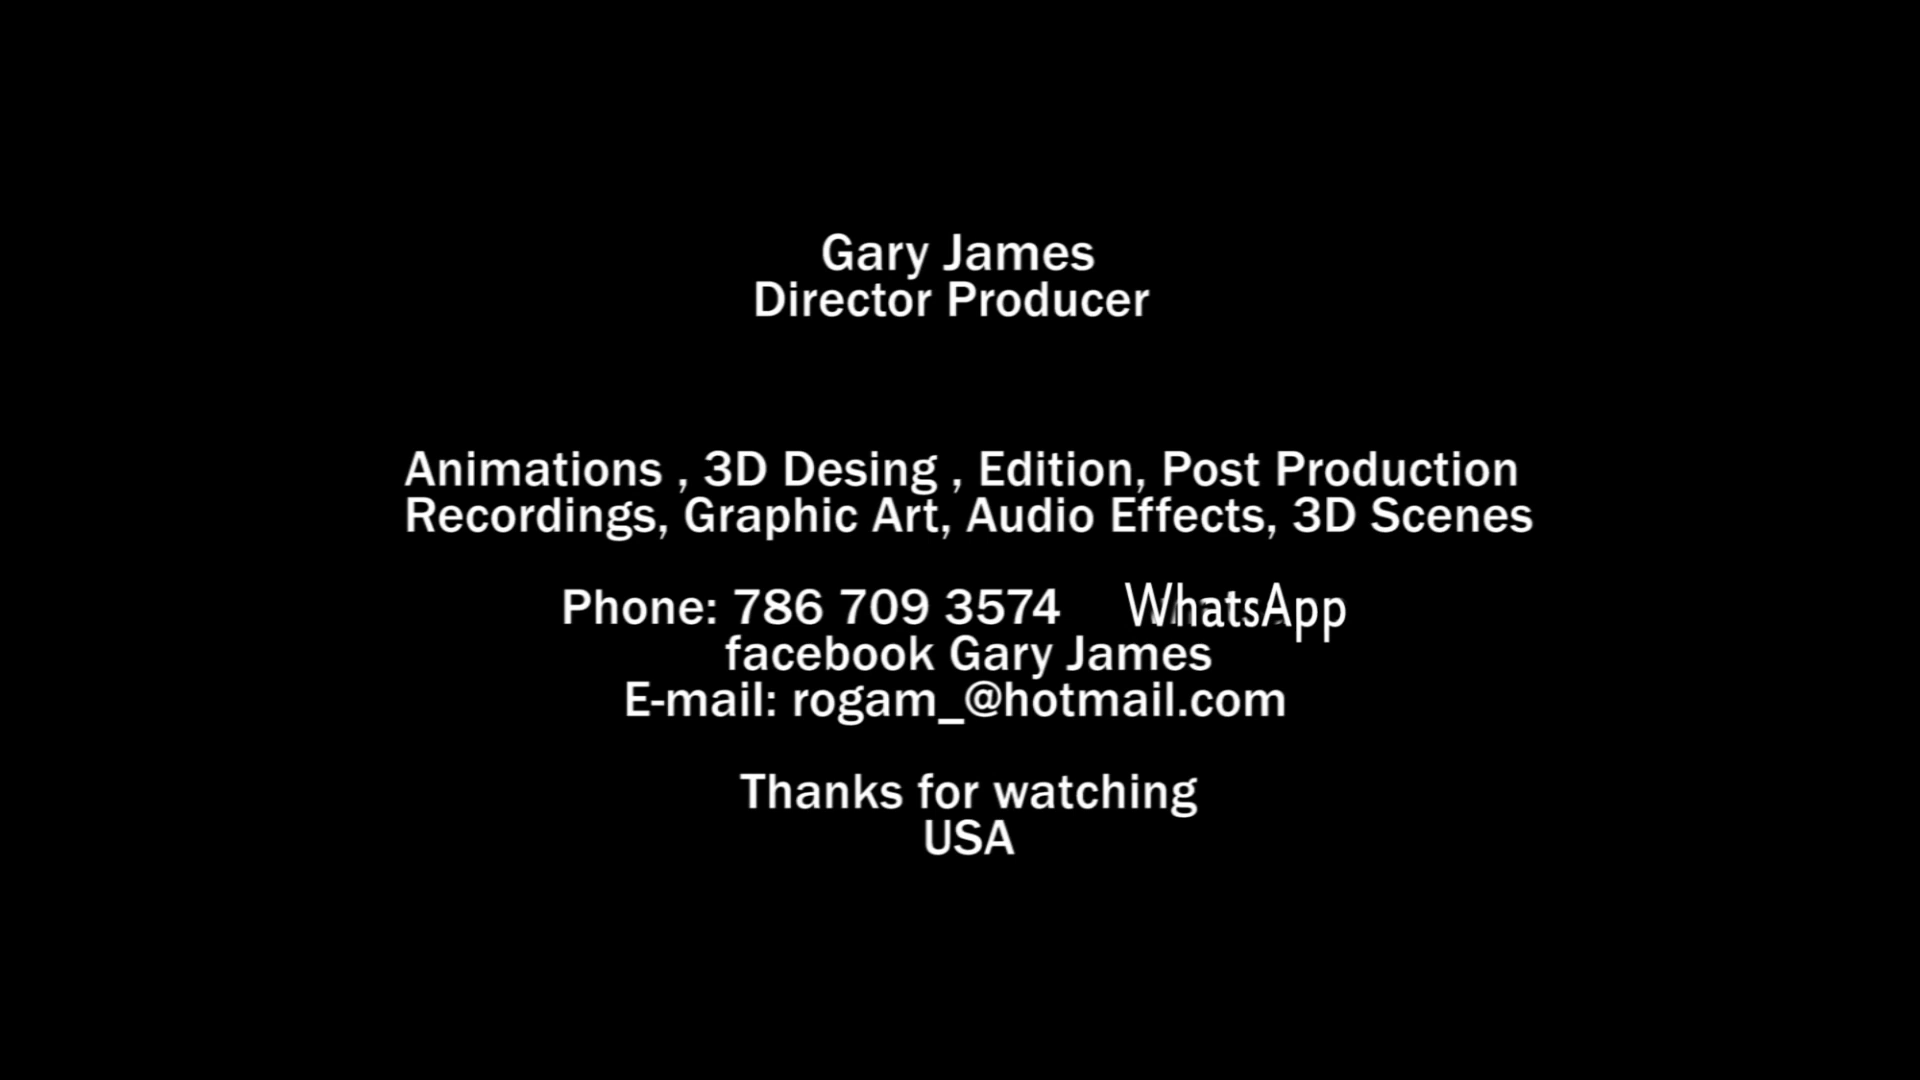 Gary James
Director Producer
Animations , 3D Desing , Edition, Post Production
Recordings, Graphic Art, Audio Effects, 3D Scenes
Phone: 786 709 3574 WhatsApp
facebook Gary James
E-mail: rogam_@hotmail.com
Thanks for watching
USA